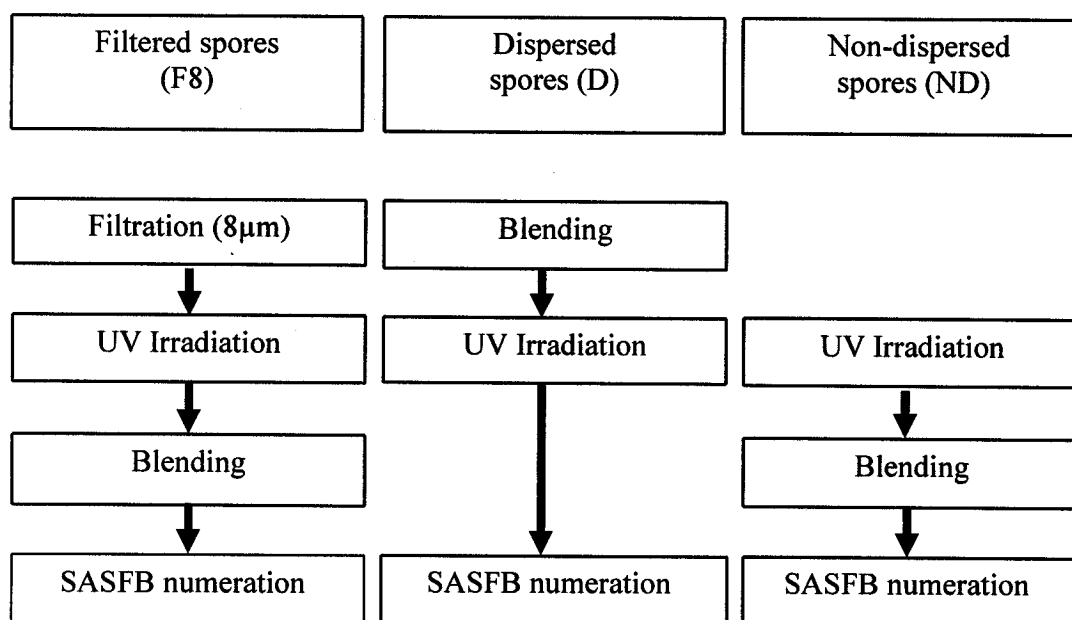 Filtered spores
(F8)
Dispersed
spores (D)
Non-dispersed
spores (ND)
Filtration (8µm)
Blending
UV Irradiation
UV Irradiation
UV Irradiation
Blending
Blending
SASFB numeration
SASFB numeration
SASFB numeration